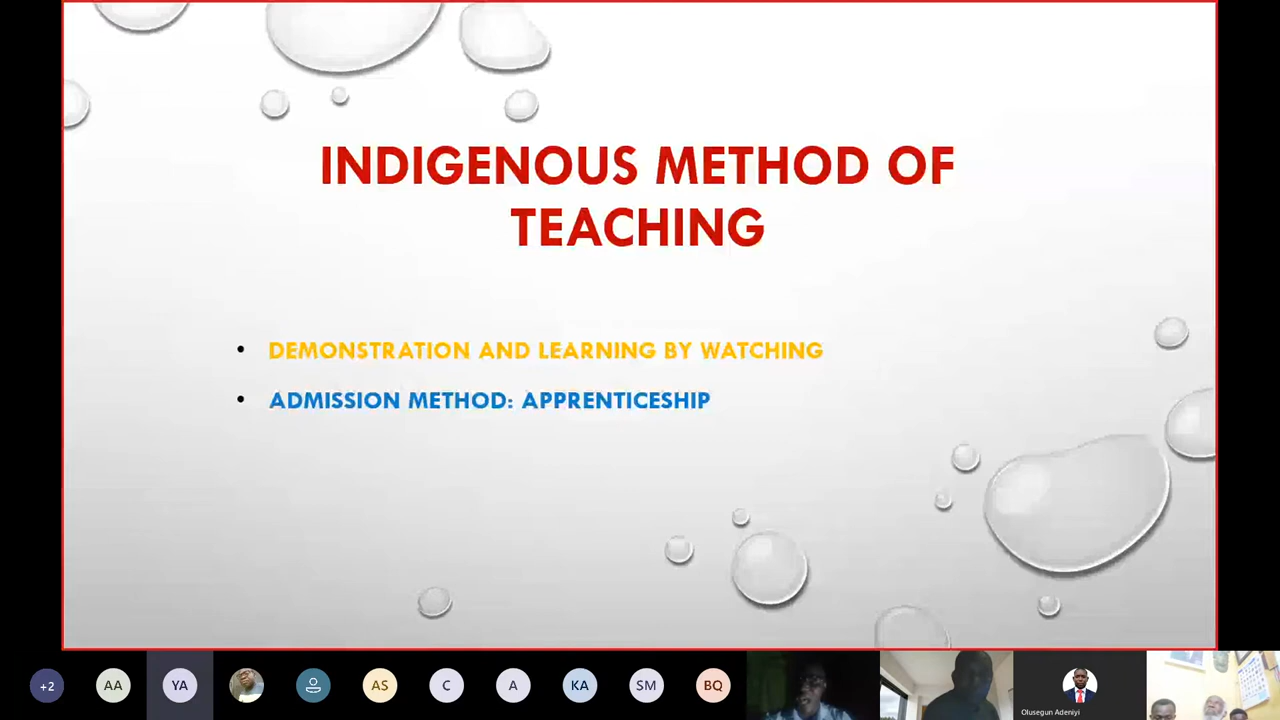 INDIGENOUS METHOD OF
TEACHING
• DEMONSTRATION AND LEARNING BY WATCHING
• ADMISSION METHOD: APPRENTICESHIP
+2
AA
YA
AS
C
A
KA
SM
BQ
Olusegun Adeniyi